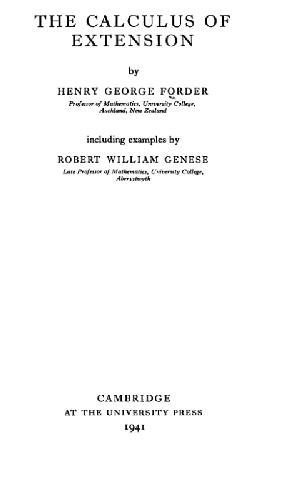 THE CALCULUS OF
EXTENSION
by
HENRY GEORGE FORDER
Professor of Mathematics, University College,
Auckland, New Zealand
including examples by
ROBERT WILLIAM GENESE
Late Professor of Mathematics, University College,
Aberystwyth
CAMBRIDGE
AT THE UNIVERSITY PRESS
1941